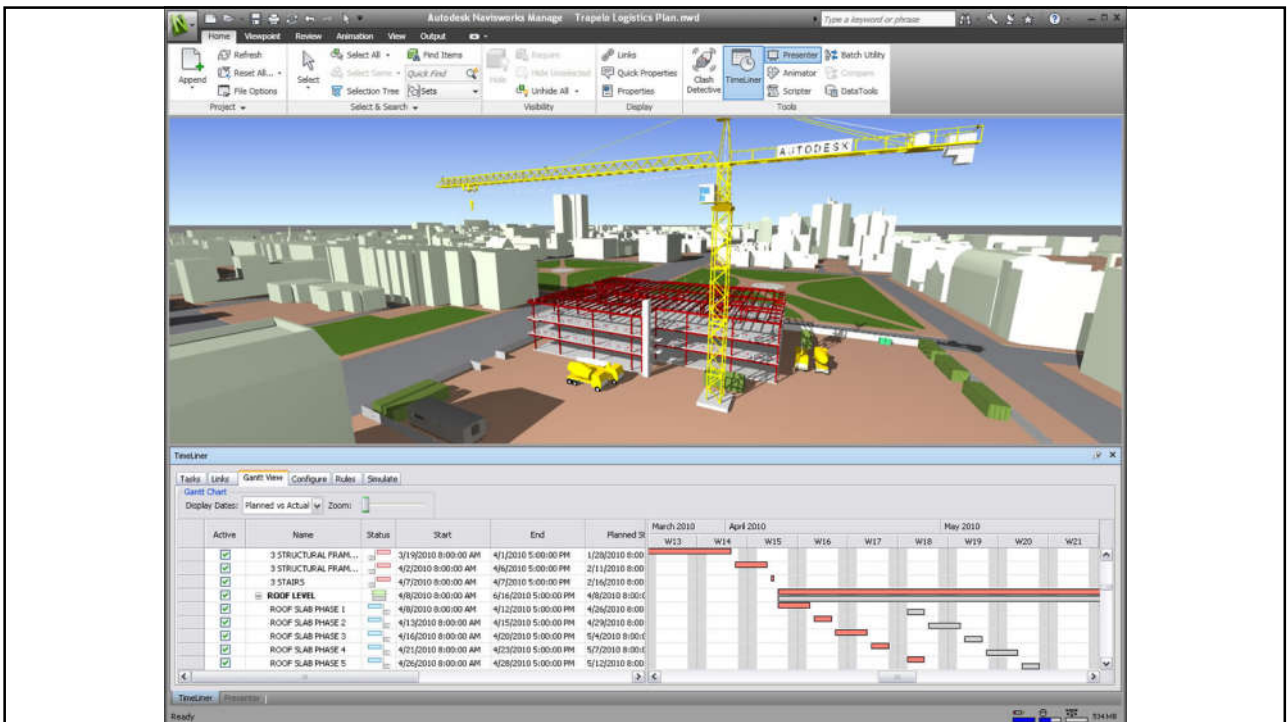 Autodesk Navisworks Manage Trapelo Logistics Plan.nwd
Type a keyword or phrase
Home Viewpoint Review Animation View Output
Append
Refresh
Reset All...
File Options
Project
Select
Select All
Select Same
Selection Tree
Find Items
Quick Find
Sets
Select & Search
Hide
Require
Hide Unselected
Unhide All
Visibility
Links
Quick Properties
Properties
Display
Clash Detective
TimeLiner
Presenter
Animator
Scripter
Batch Utility
Compare
DataTools
Tools
AUTODESK
TimeLiner
Tasks Links Gantt View Configure Rules Simulate
Gantt Chart
Display Dates: Planned vs Actual Zoom:
Active Name Status Start End Planned St
March 2010 April 2010 May 2010
W13 W14 W15 W16 W17 W18 W19 W20 W21
3 STRUCTURAL FRAM... 3/19/2010 8:00:00 AM 4/1/2010 5:00:00 PM 1/28/2010 8:00
3 STRUCTURAL FRAM... 4/2/2010 8:00:00 AM 4/6/2010 5:00:00 PM 2/11/2010 8:00
3 STAIRS 4/7/2010 8:00:00 AM 4/7/2010 5:00:00 PM 2/16/2010 8:00
ROOF LEVEL 4/8/2010 8:00:00 AM 6/16/2010 5:00:00 PM 4/8/2010 8:00:0
ROOF SLAB PHASE 1 4/8/2010 8:00:00 AM 4/12/2010 5:00:00 PM 4/26/2010 8:00
ROOF SLAB PHASE 2 4/13/2010 8:00:00 AM 4/15/2010 5:00:00 PM 4/29/2010 8:00
ROOF SLAB PHASE 3 4/16/2010 8:00:00 AM 4/20/2010 5:00:00 PM 5/4/2010 8:00:0
ROOF SLAB PHASE 4 4/21/2010 8:00:00 AM 4/23/2010 5:00:00 PM 5/7/2010 8:00:0
ROOF SLAB PHASE 5 4/26/2010 8:00:00 AM 4/28/2010 5:00:00 PM 5/12/2010 8:00
TimeLiner Presenter
Ready